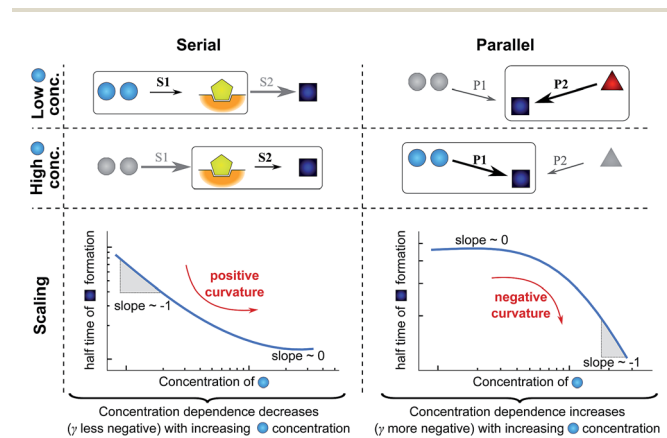 Serial
Parallel
Low conc.
S1
S2
P1
P2
High conc.
S1
S2
P1
P2
Scaling
half time of formation
slope ~ -1
positive
curvature
slope ~ 0
Concentration of
half time of formation
slope ~ 0
negative
curvature
slope ~ -1
Concentration of
Concentration dependence decreases
(γ less negative) with increasing concentration
Concentration dependence increases
(γ more negative) with increasing concentration